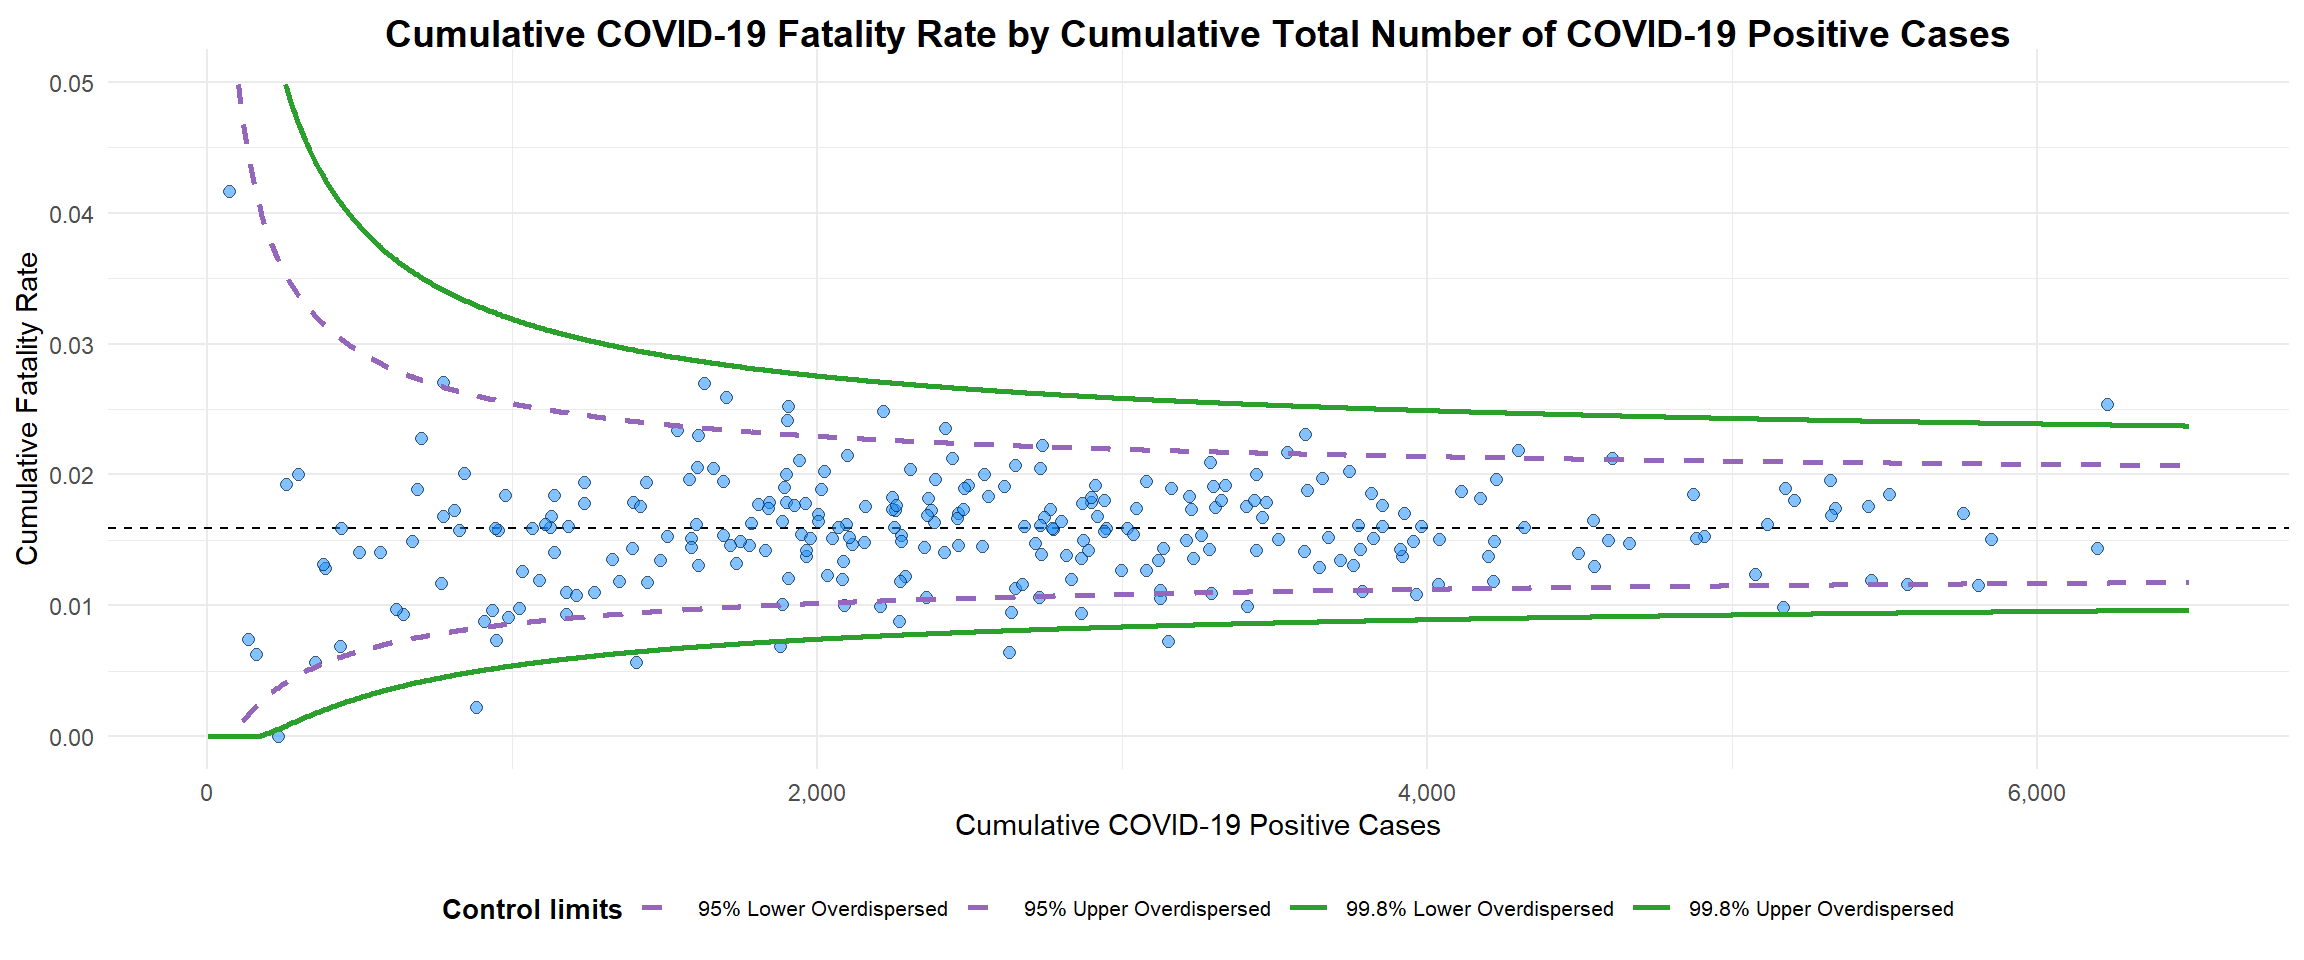 Cumulative COVID-19 Fatality Rate by Cumulative Total Number of COVID-19 Positive Cases
Cumulative Fatality Rate
0.05
0.04
0.03
0.02
0.01
0.00
0 2,000 4,000 6,000
Cumulative COVID-19 Positive Cases
Control limits 95% Lower Overdispersed 95% Upper Overdispersed 99.8% Lower Overdispersed 99.8% Upper Overdispersed